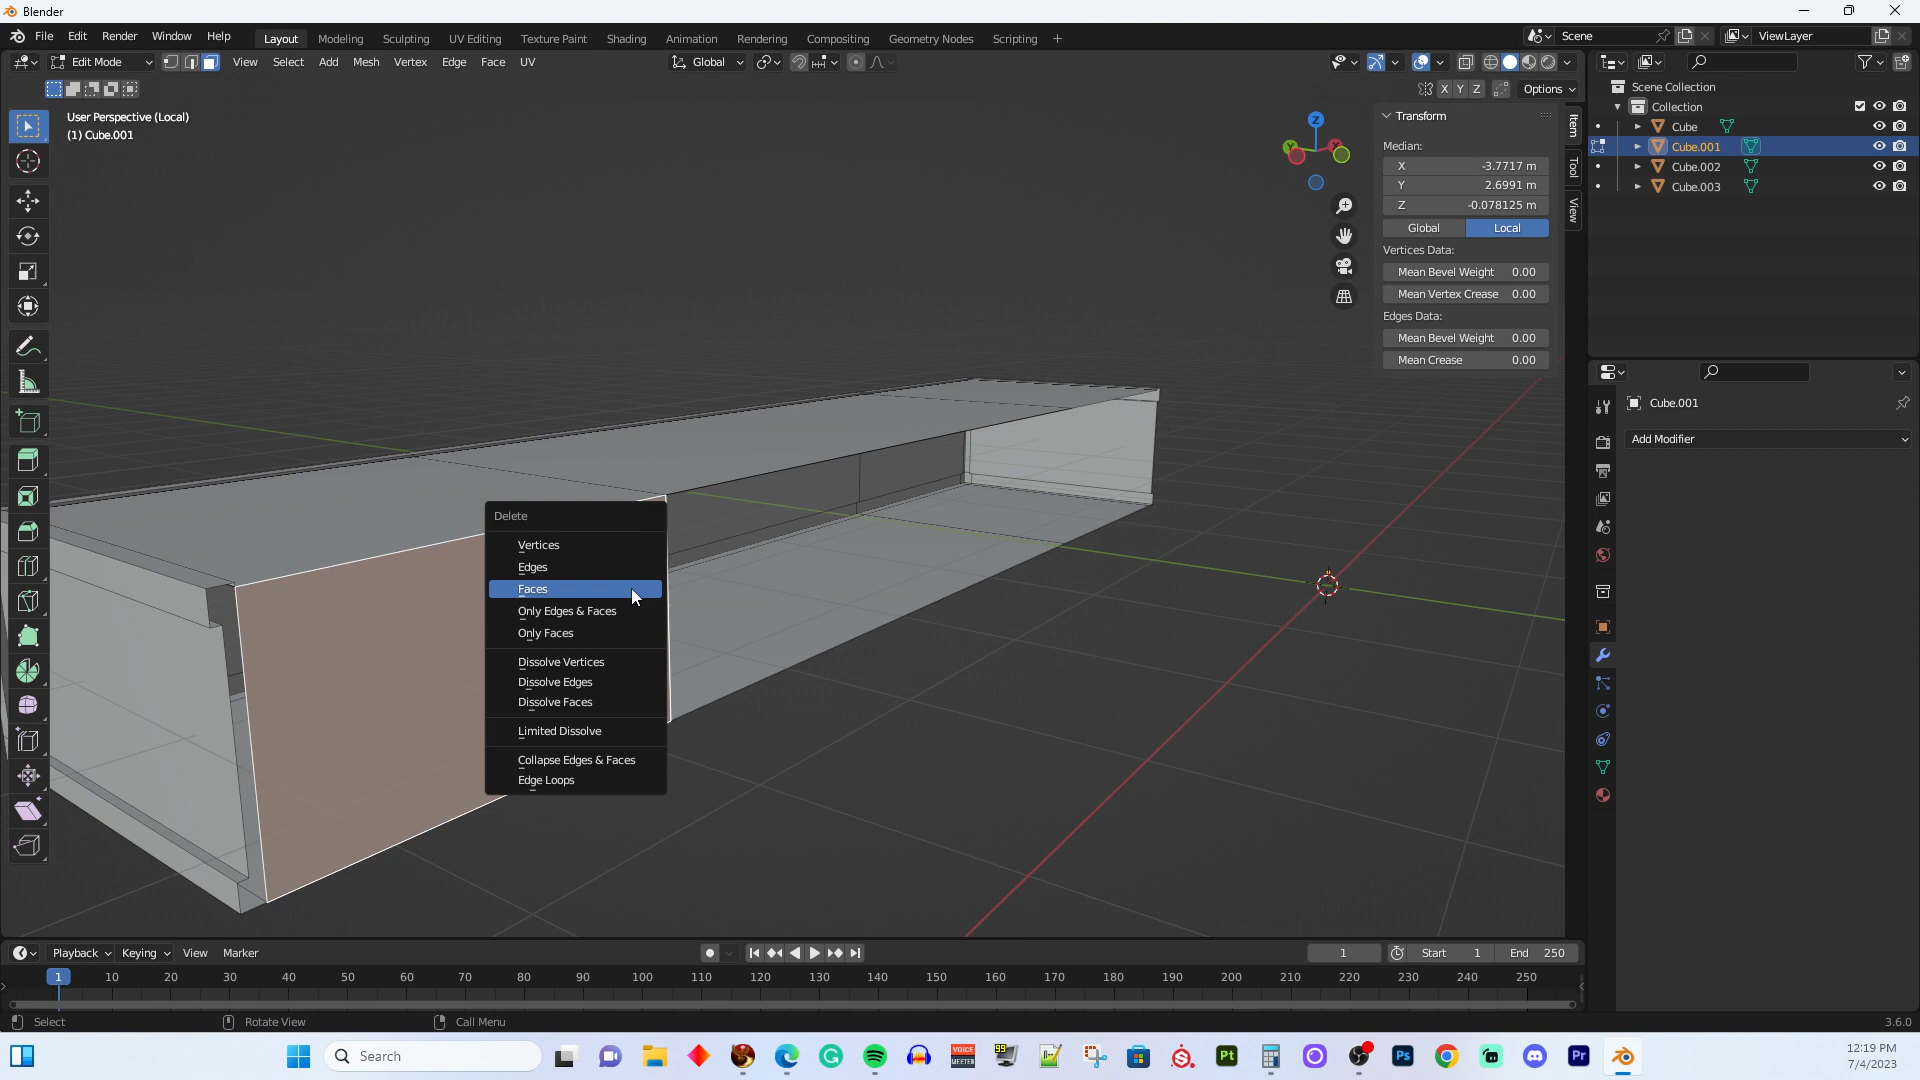 Blender
File Edit Render Window Help
Layout Modeling Sculpting UV Editing Texture Paint Shading Animation Rendering Compositing Geometry Nodes Scripting +
Scene
ViewLayer
Edit Mode View Select Add Mesh Vertex Edge Face UV
Global
X Y Z Options
User Perspective (Local)
(1) Cube.001
Z
Y
X
Transform
Median:
X -3.7717 m
Y 2.6991 m
Z -0.078125 m
Global Local
Vertices Data:
Mean Bevel Weight 0.00
Mean Vertex Crease 0.00
Edges Data:
Mean Bevel Weight 0.00
Mean Crease 0.00
Item
Tool
View
Scene Collection
Collection
Cube
Cube.001
Cube.002
Cube.003
Cube.001
Add Modifier
Delete
Vertices
Edges
Faces
Only Edges & Faces
Only Faces
Dissolve Vertices
Dissolve Edges
Dissolve Faces
Limited Dissolve
Collapse Edges & Faces
Edge Loops
Playback Keying View Marker
1 Start 1 End 250
1 10 20 30 40 50 60 70 80 90 100 110 120 130 140 150 160 170 180 190 200 210 220 230 240 250
Select Rotate View Call Menu
3.6.0
Search
VOICE
MEETER
99
Pt
Ps
Pr
12:19 PM
7/4/2023